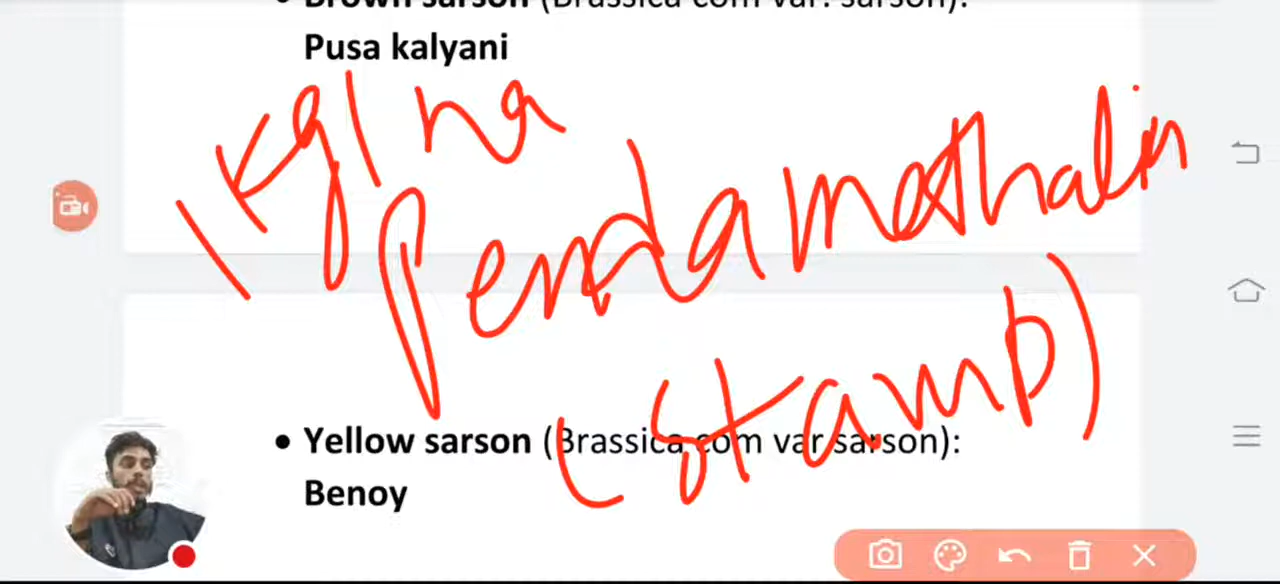 Brown sarson (Brassica com var. sarson):
Pusa kalyani
1 kg/ha
Pendamethalin
(stamp)
Yellow sarson (Brassica com var sarson):
Benoy